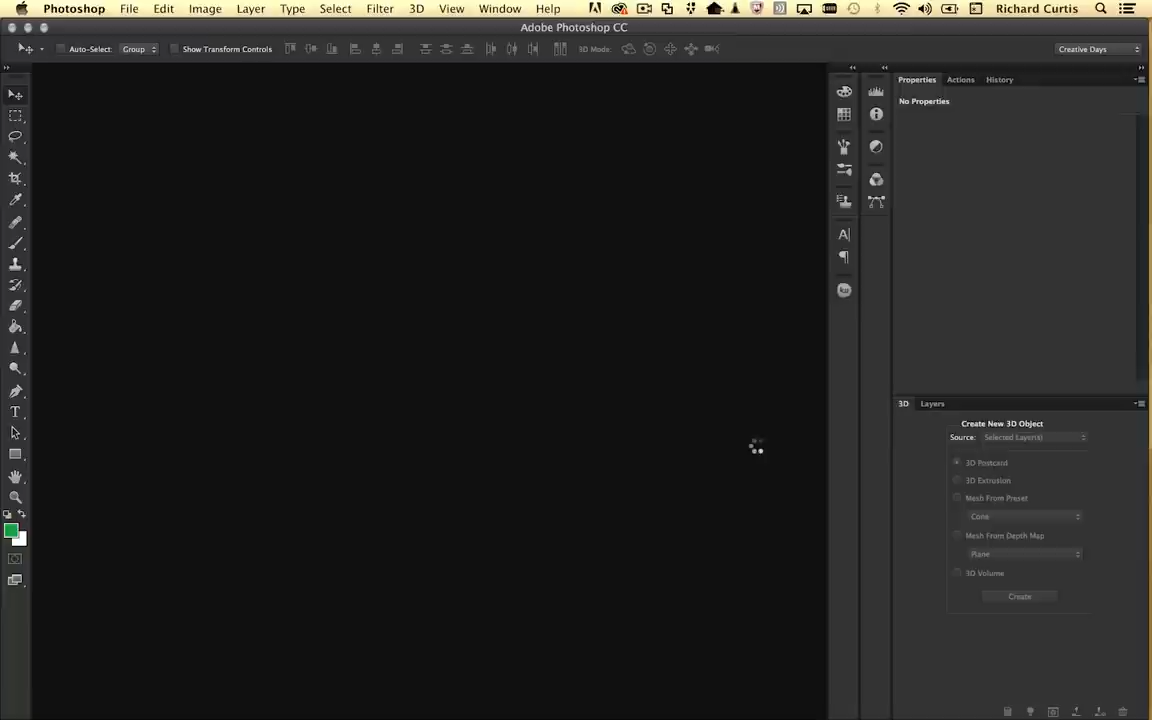 Photoshop File Edit Image Layer Type Select Filter 3D View Window Help Richard Curtis
Adobe Photoshop CC
Auto-Select: Group Show Transform Controls 3D Mode: Creative Days
Properties Actions History
No Properties
3D Layers
Create New 3D Object
Source: Selected Layer(s)
3D Postcard
3D Extrusion
Mesh From Preset
Cone
Mesh From Depth Map
Plane
3D Volume
Create